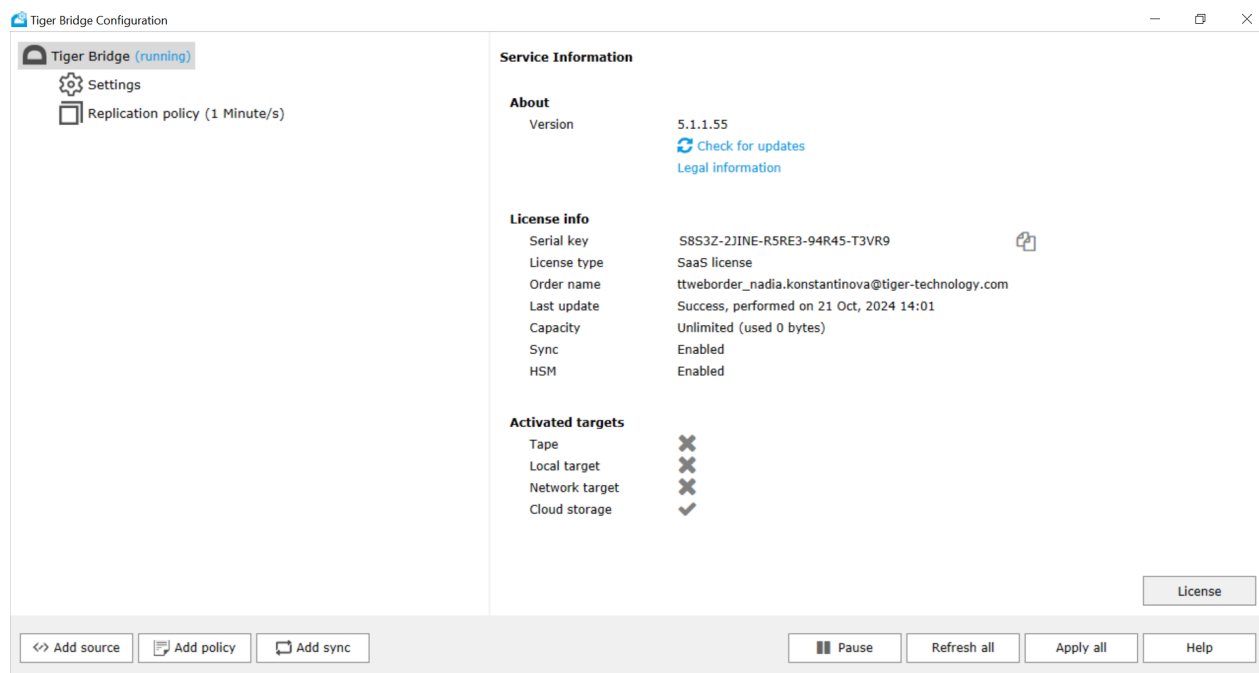 Tiger Bridge Configuration
Tiger Bridge (running)
Settings
Replication policy (1 Minute/s)
Service Information
About
Version 5.1.1.55
Check for updates
Legal information
License info
Serial key S8S3Z-2JINE-R5RE3-94R45-T3VR9
License type SaaS license
Order name ttweborder_nadia.konstantinova@tiger-technology.com
Last update Success, performed on 21 Oct, 2024 14:01
Capacity Unlimited (used 0 bytes)
Sync Enabled
HSM Enabled
Activated targets
Tape
Local target
Network target
Cloud storage
License
Add source Add policy Add sync Pause Refresh all Apply all Help